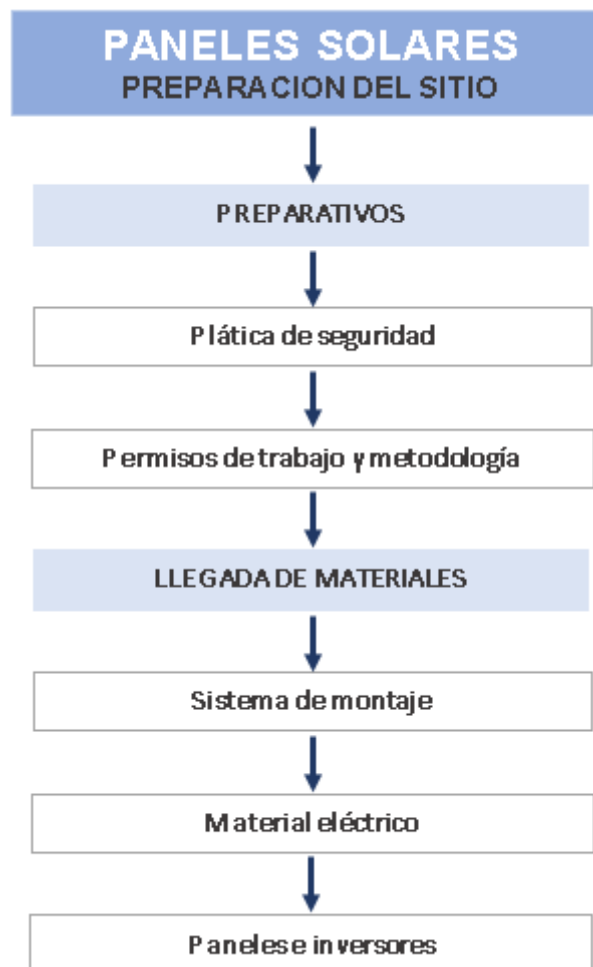 PANELES SOLARES
PREPARACION DEL SITIO
PREPARATIVOS
Plática de seguridad
Permisos de trabajo y metodología
LLEGADA DE MATERIALES
Sistema de montaje
Material eléctrico
Paneles e inversores